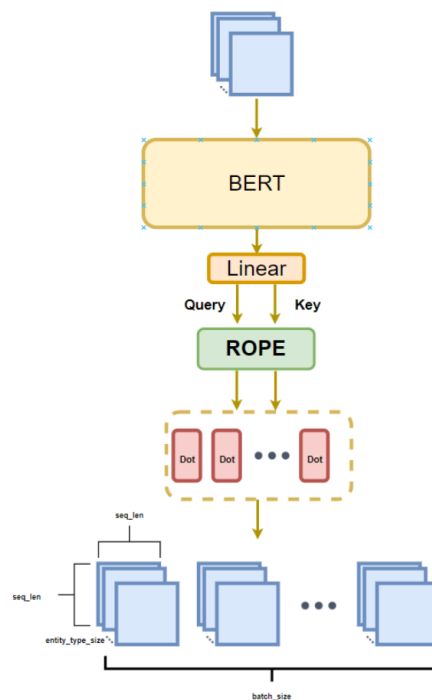 BERT
Linear
Query
Key
ROPE
Dot
Dot
Dot
seq_len
seq_len
entity_type_size
batch_size